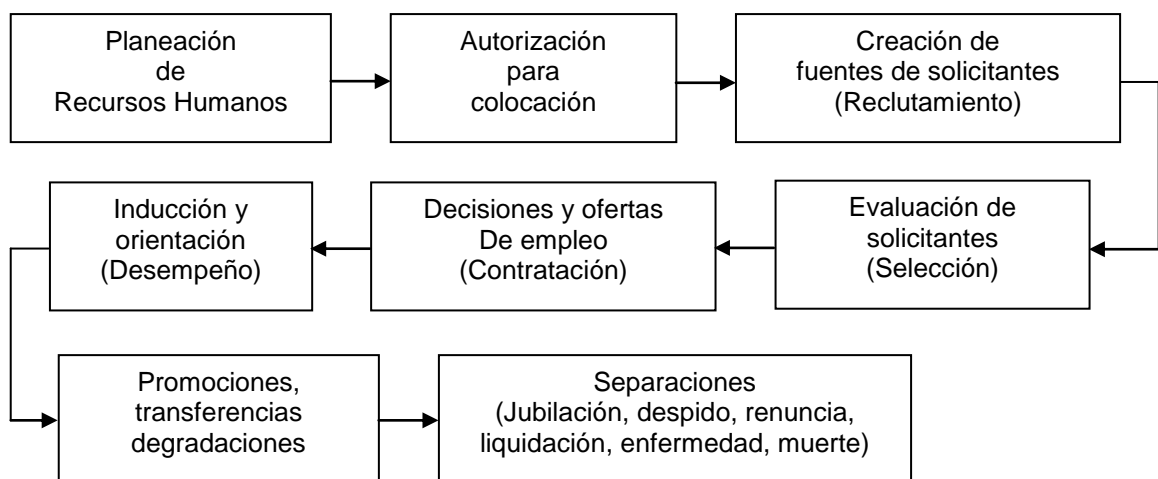 Planeación
de
Recursos Humanos
Autorización
para
colocación
Creación de
fuentes de solicitantes
(Reclutamiento)
Inducción y
orientación
(Desempeño)
Decisiones y ofertas
De empleo
(Contratación)
Evaluación de
solicitantes
(Selección)
Promociones,
transferencias
degradaciones
Separaciones
(Jubilación, despido, renuncia,
liquidación, enfermedad, muerte)